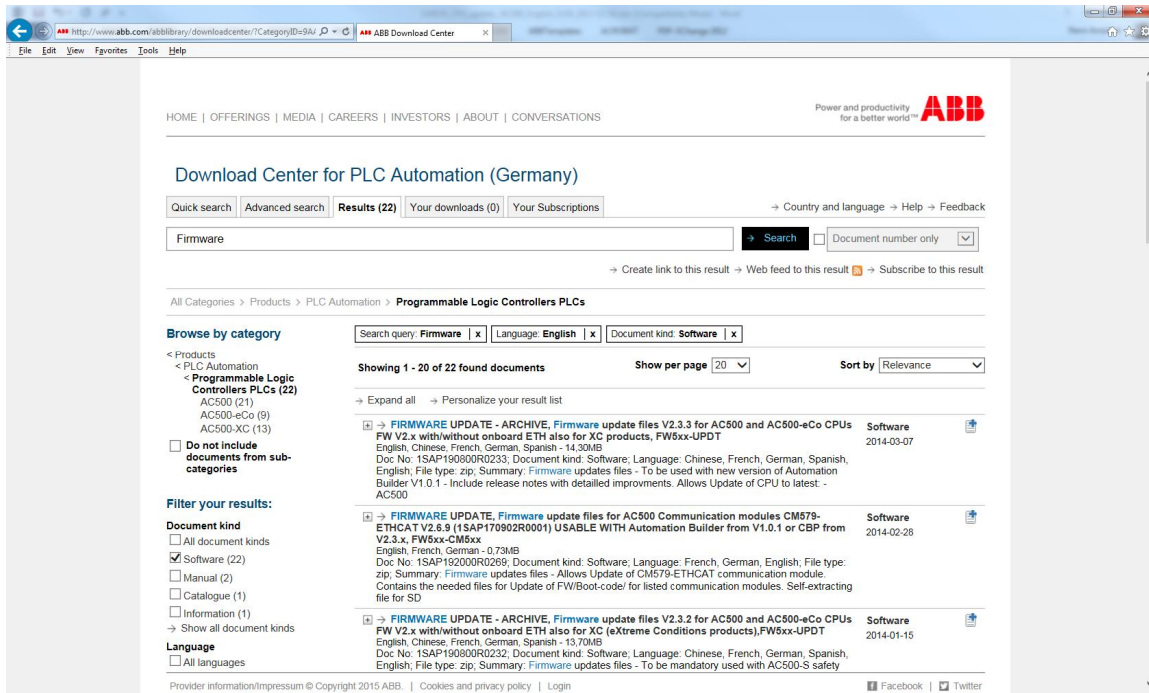 ABB http://www.abb.com/abblibrary/downloadcenter/?CategoryID=9A
ABB ABB Download Center
File Edit View Favorites Tools Help
HOME | OFFERINGS | MEDIA | CAREERS | INVESTORS | ABOUT | CONVERSATIONS
Power and productivity
for a better world™
ABB
Download Center for PLC Automation (Germany)
Quick search Advanced search Results (22) Your downloads (0) Your Subscriptions → Country and language → Help → Feedback
Firmware → Search Document number only
→ Create link to this result → Web feed to this result → Subscribe to this result
All Categories > Products > PLC Automation > Programmable Logic Controllers PLCs
Browse by category
< Products
< PLC Automation
< Programmable Logic
Controllers PLCs (22)
AC500 (21)
AC500-eCo (9)
AC500-XC (13)
Do not include
documents from sub-
categories
Filter your results:
Document kind
All document kinds
Software (22)
Manual (2)
Catalogue (1)
Information (1)
→ Show all document kinds
Language
All languages
Search query: Firmware | x Language: English | x Document kind: Software | x
Showing 1 - 20 of 22 found documents Show per page 20 Sort by Relevance
→ Expand all → Personalize your result list
→ FIRMWARE UPDATE - ARCHIVE, Firmware update files V2.3.3 for AC500 and AC500-eCo CPUs
FW V2.x with/without onboard ETH also for XC products, FW5xx-UPDT
English, Chinese, French, German, Spanish - 14,30MB
Doc No: 1SAP190800R0233; Document kind: Software; Language: Chinese, French, German, Spanish,
English; File type: zip; Summary: Firmware updates files - To be used with new version of Automation
Builder V1.0.1 - Include release notes with detailled improvments. Allows Update of CPU to latest: -
AC500
Software
2014-03-07
→ FIRMWARE UPDATE, Firmware update files for AC500 Communication modules CM579-
ETHCAT V2.6.9 (1SAP170902R0001) USABLE WITH Automation Builder from V1.0.1 or CBP from
V2.3.x, FW5xx-CM5xx
English, French, German - 0,73MB
Doc No: 1SAP192000R0269; Document kind: Software; Language: French, German, English; File type:
zip; Summary: Firmware updates files - Allows Update of CM579-ETHCAT communication module.
Contains the needed files for Update of FW/Boot-code/ for listed communication modules. Self-extracting
file for SD
Software
2014-02-28
→ FIRMWARE UPDATE - ARCHIVE, Firmware update files V2.3.2 for AC500 and AC500-eCo CPUs
FW V2.x with/without onboard ETH also for XC (eXtreme Conditions products),FW5xx-UPDT
English, Chinese, French, German, Spanish - 13,70MB
Doc No: 1SAP190800R0232; Document kind: Software; Language: Chinese, French, German, Spanish,
English; File type: zip; Summary: Firmware updates files - To be mandatory used with AC500-S safety
Software
2014-01-15
Provider information/Impressum © Copyright 2015 ABB. | Cookies and privacy policy | Login Facebook | Twitter